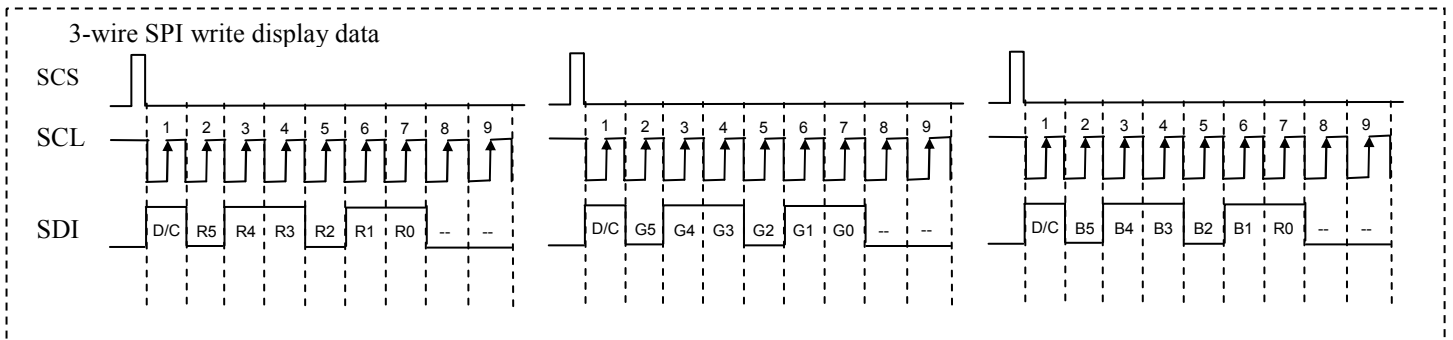 3-wire SPI write display data
SCS
SCL 1 2 3 4 5 6 7 8 9 1 2 3 4 5 6 7 8 9 1 2 3 4 5 6 7 8 9
SDI D/C R5 R4 R3 R2 R1 R0 -- -- D/C G5 G4 G3 G2 G1 G0 -- -- D/C B5 B4 B3 B2 B1 R0 -- --